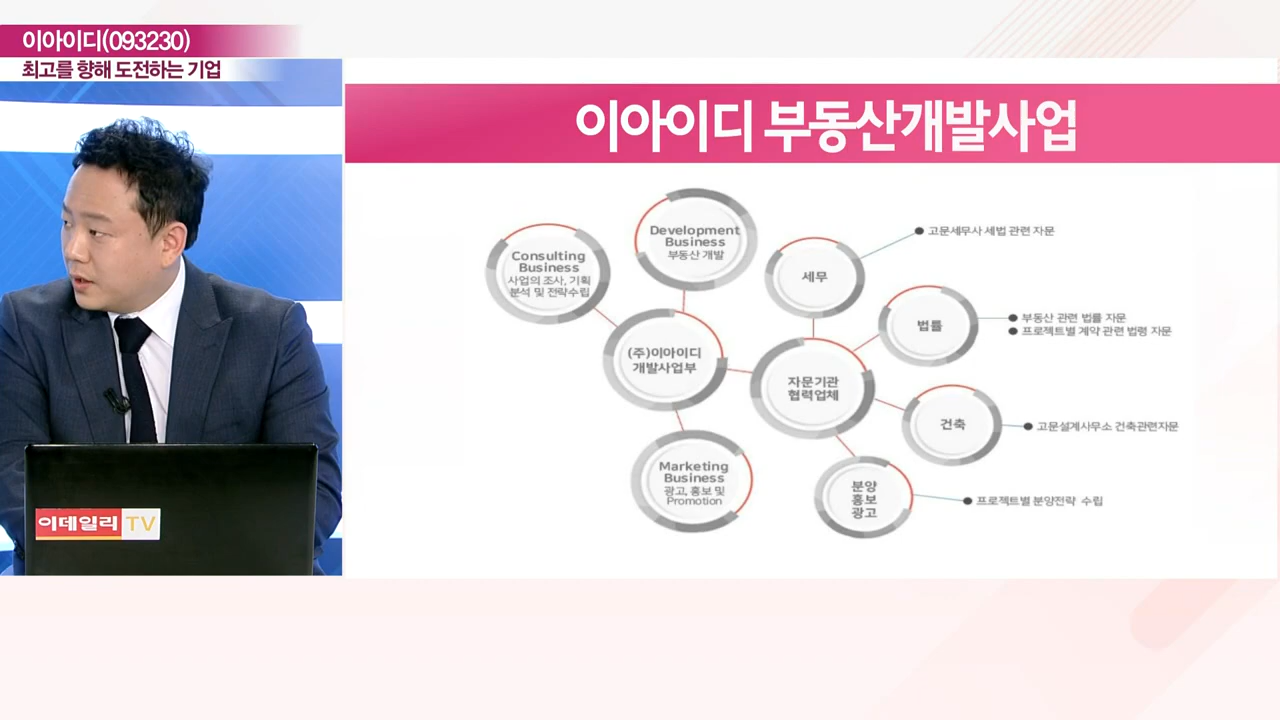 이아이디(093230)
최고를 향해 도전하는 기업
이아이디 부동산개발사업
Consulting
Business
사업의 조사, 기획
분석 및 전략수립
Development
Business
부동산 개발
(주)이아이디
개발사업부
Marketing
Business
광고, 홍보 및
Promotion
자문기관
협력업체
세무
고문세무사 세법 관련 자문
법률
부동산 관련 법률 자문
프로젝트별 계약 관련 법령 자문
건축
고문설계사무소 건축관련자문
분양
홍보
광고
프로젝트별 분양전략 수립
이데일리 TV